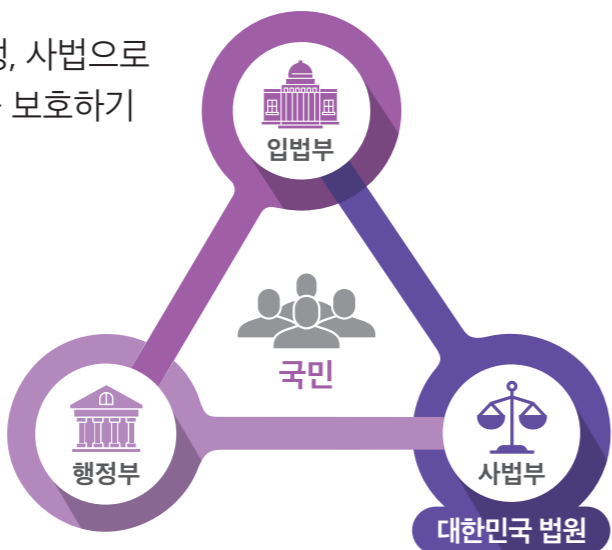 사법으로
보호하기
입법부
국민
행정부
사법부
대한민국 법원